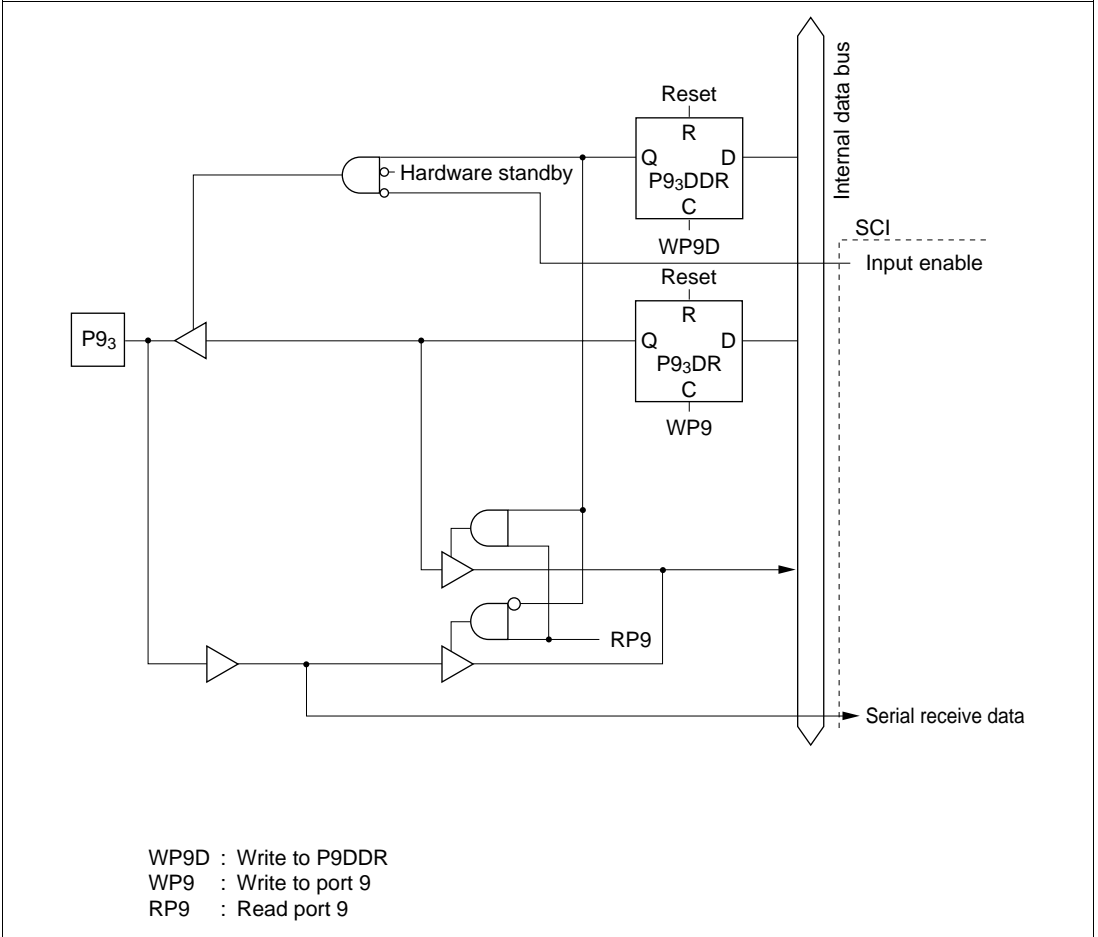 Reset
R
Q D
P9₃DDR
C
WP9D
Hardware standby
Internal data bus
SCI
Input enable
Reset
R
Q D
P9₃DR
C
WP9
P9₃
RP9
Serial receive data
WP9D : Write to P9DDR
WP9 : Write to port 9
RP9 : Read port 9